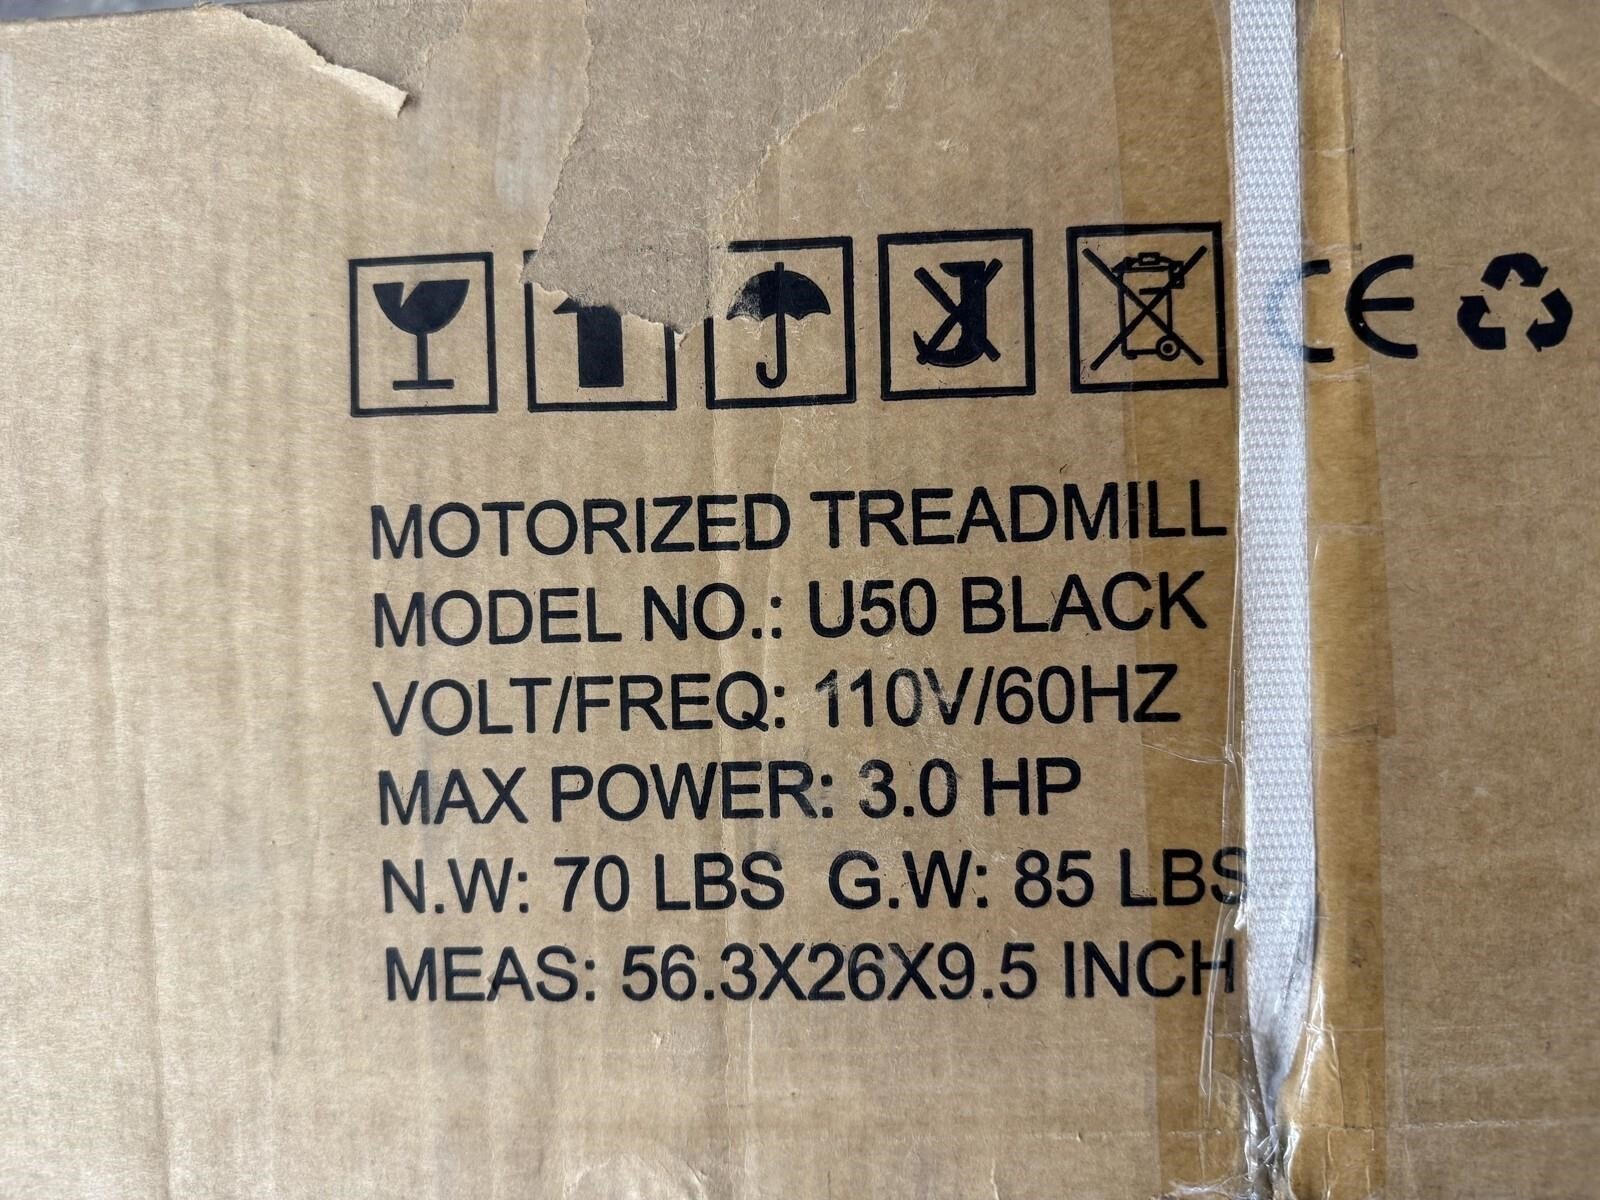 CE
MOTORIZED TREADMILL
MODEL NO.: U50 BLACK
VOLT/FREQ: 110V/60HZ
MAX POWER: 3.0 HP
N.W: 70 LBS G.W: 85 LBS
MEAS: 56.3X26X9.5 INCH